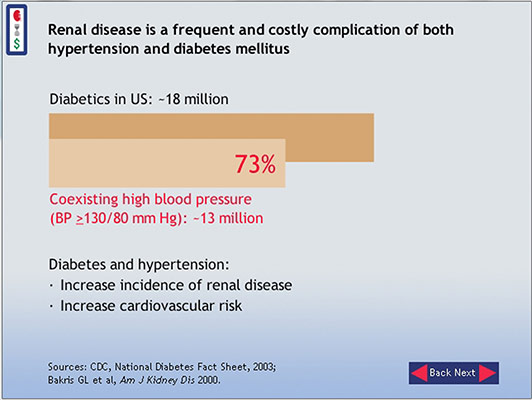 $
Renal disease is a frequent and costly complication of both
hypertension and diabetes mellitus
Diabetics in US: ~18 million
73%
Coexisting high blood pressure
(BP ≥130/80 mm Hg): ~13 million
Diabetes and hypertension:
· Increase incidence of renal disease
· Increase cardiovascular risk
Sources: CDC, National Diabetes Fact Sheet, 2003;
Bakris GL et al, Am J Kidney Dis 2000.
Back Next